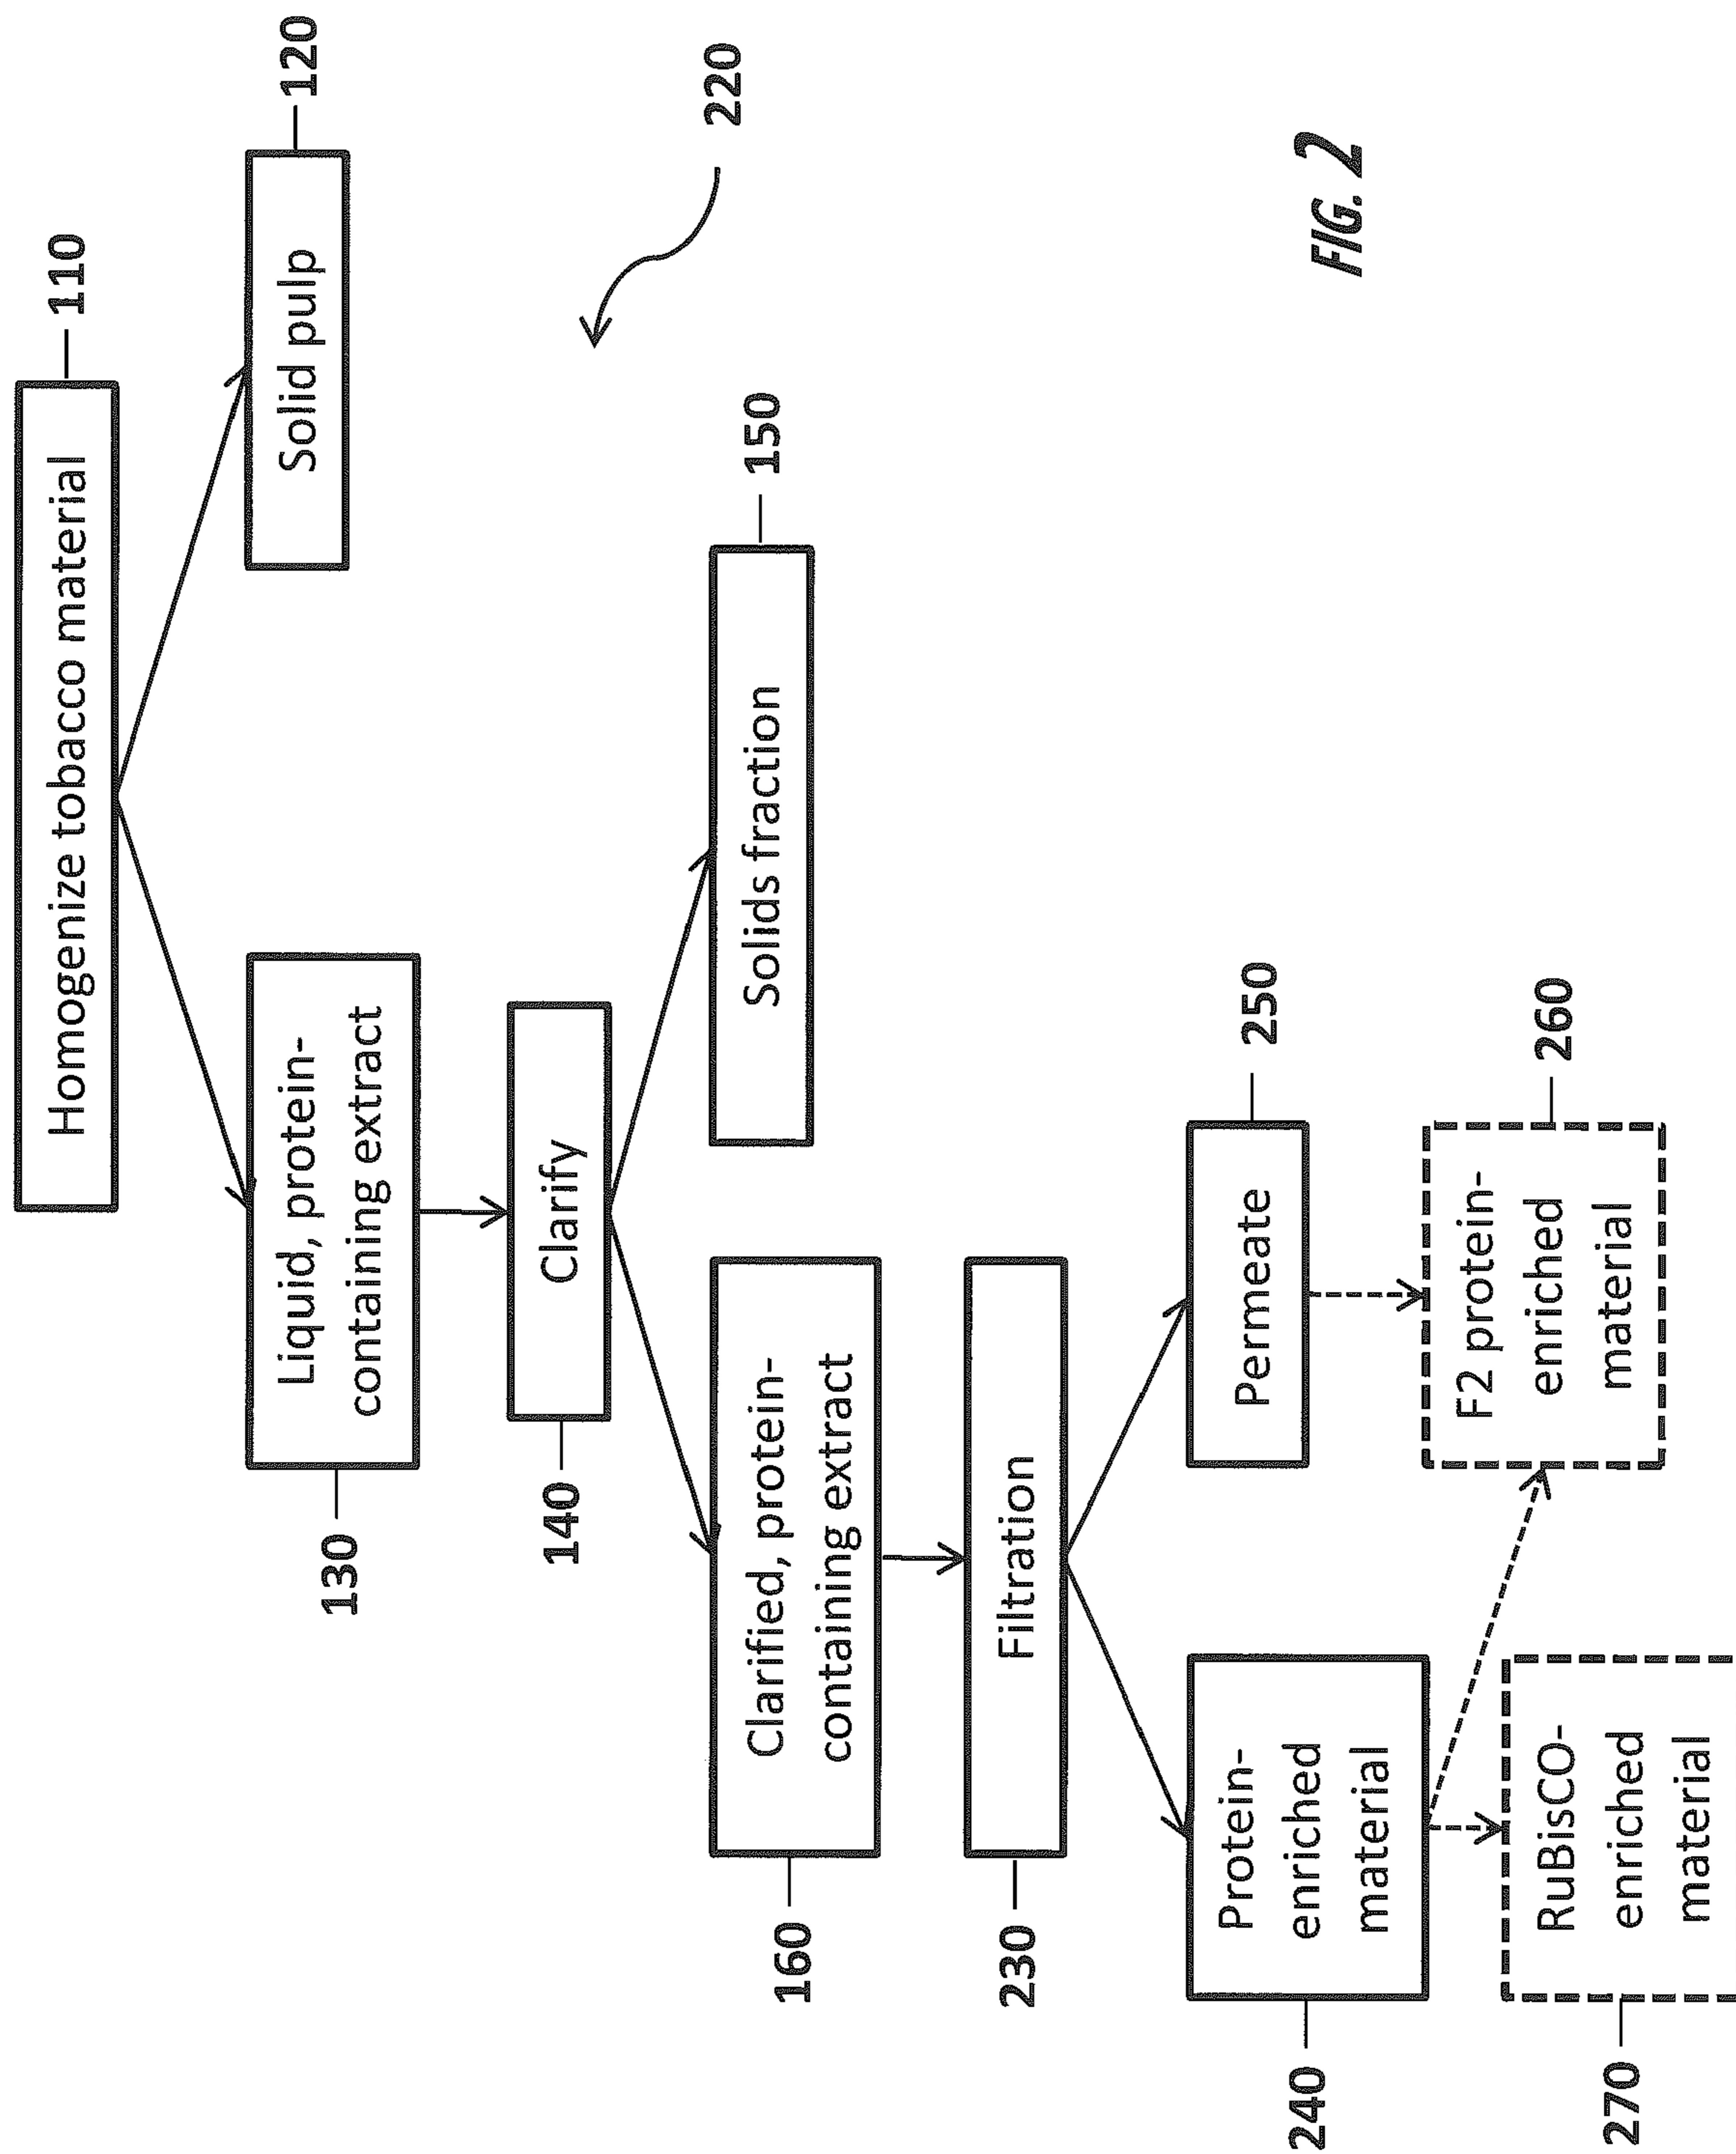 Homogenize tobacco material
110
Solid pulp
120
Liquid, protein-
containing extract
130
220
Clarify
140
Solids fraction
150
Clarified, protein-
containing extract
160
Filtration
230
Protein-
enriched
material
240
Permeate
250
F2 protein-
enriched
material
260
RuBisCO-
enriched
material
270
FIG. 2